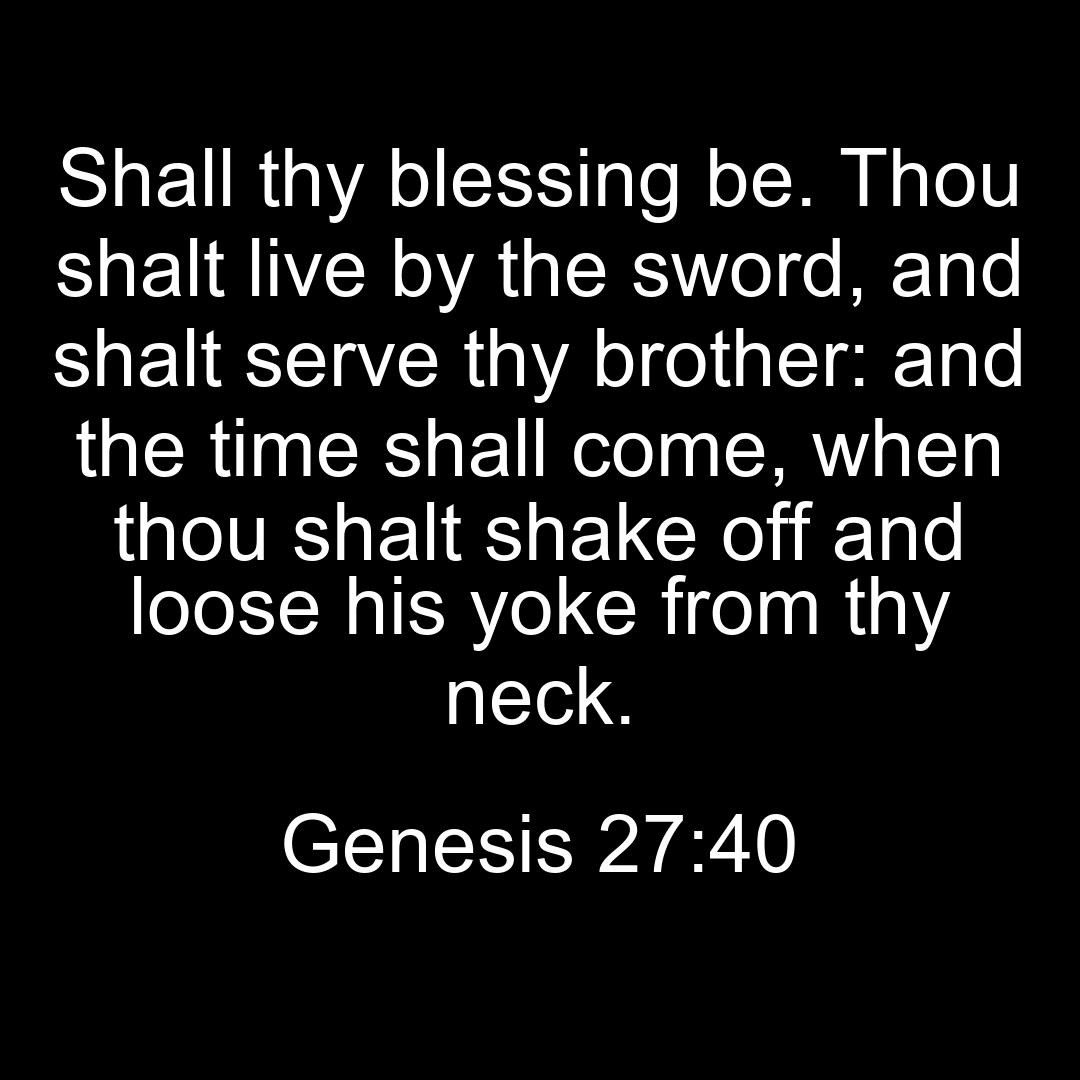 Shall thy blessing be. Thou
shalt live by the sword, and
shalt serve thy brother: and
the time shall come, when
thou shalt shake off and
loose his yoke from thy
neck.
Genesis 27:40